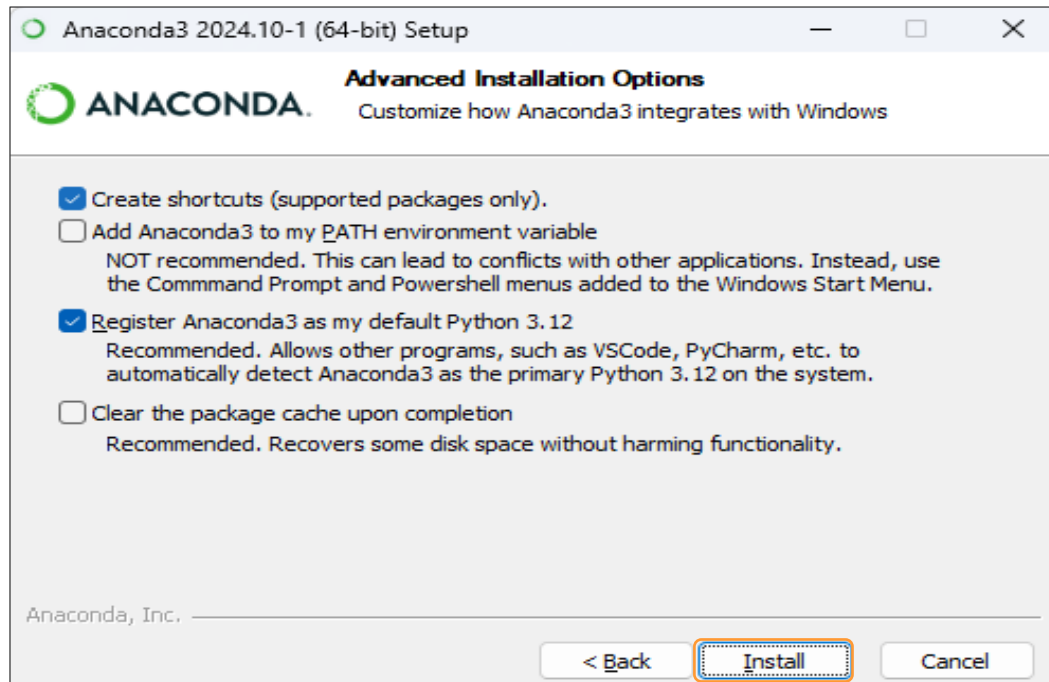 Anaconda3 2024.10-1 (64-bit) Setup
ANACONDA.
Advanced Installation Options
Customize how Anaconda3 integrates with Windows
Create shortcuts (supported packages only).
Add Anaconda3 to my PATH environment variable
NOT recommended. This can lead to conflicts with other applications. Instead, use
the Commmand Prompt and Powershell menus added to the Windows Start Menu.
Register Anaconda3 as my default Python 3.12
Recommended. Allows other programs, such as VSCode, PyCharm, etc. to
automatically detect Anaconda3 as the primary Python 3.12 on the system.
Clear the package cache upon completion
Recommended. Recovers some disk space without harming functionality.
Anaconda, Inc.
< Back
Install
Cancel